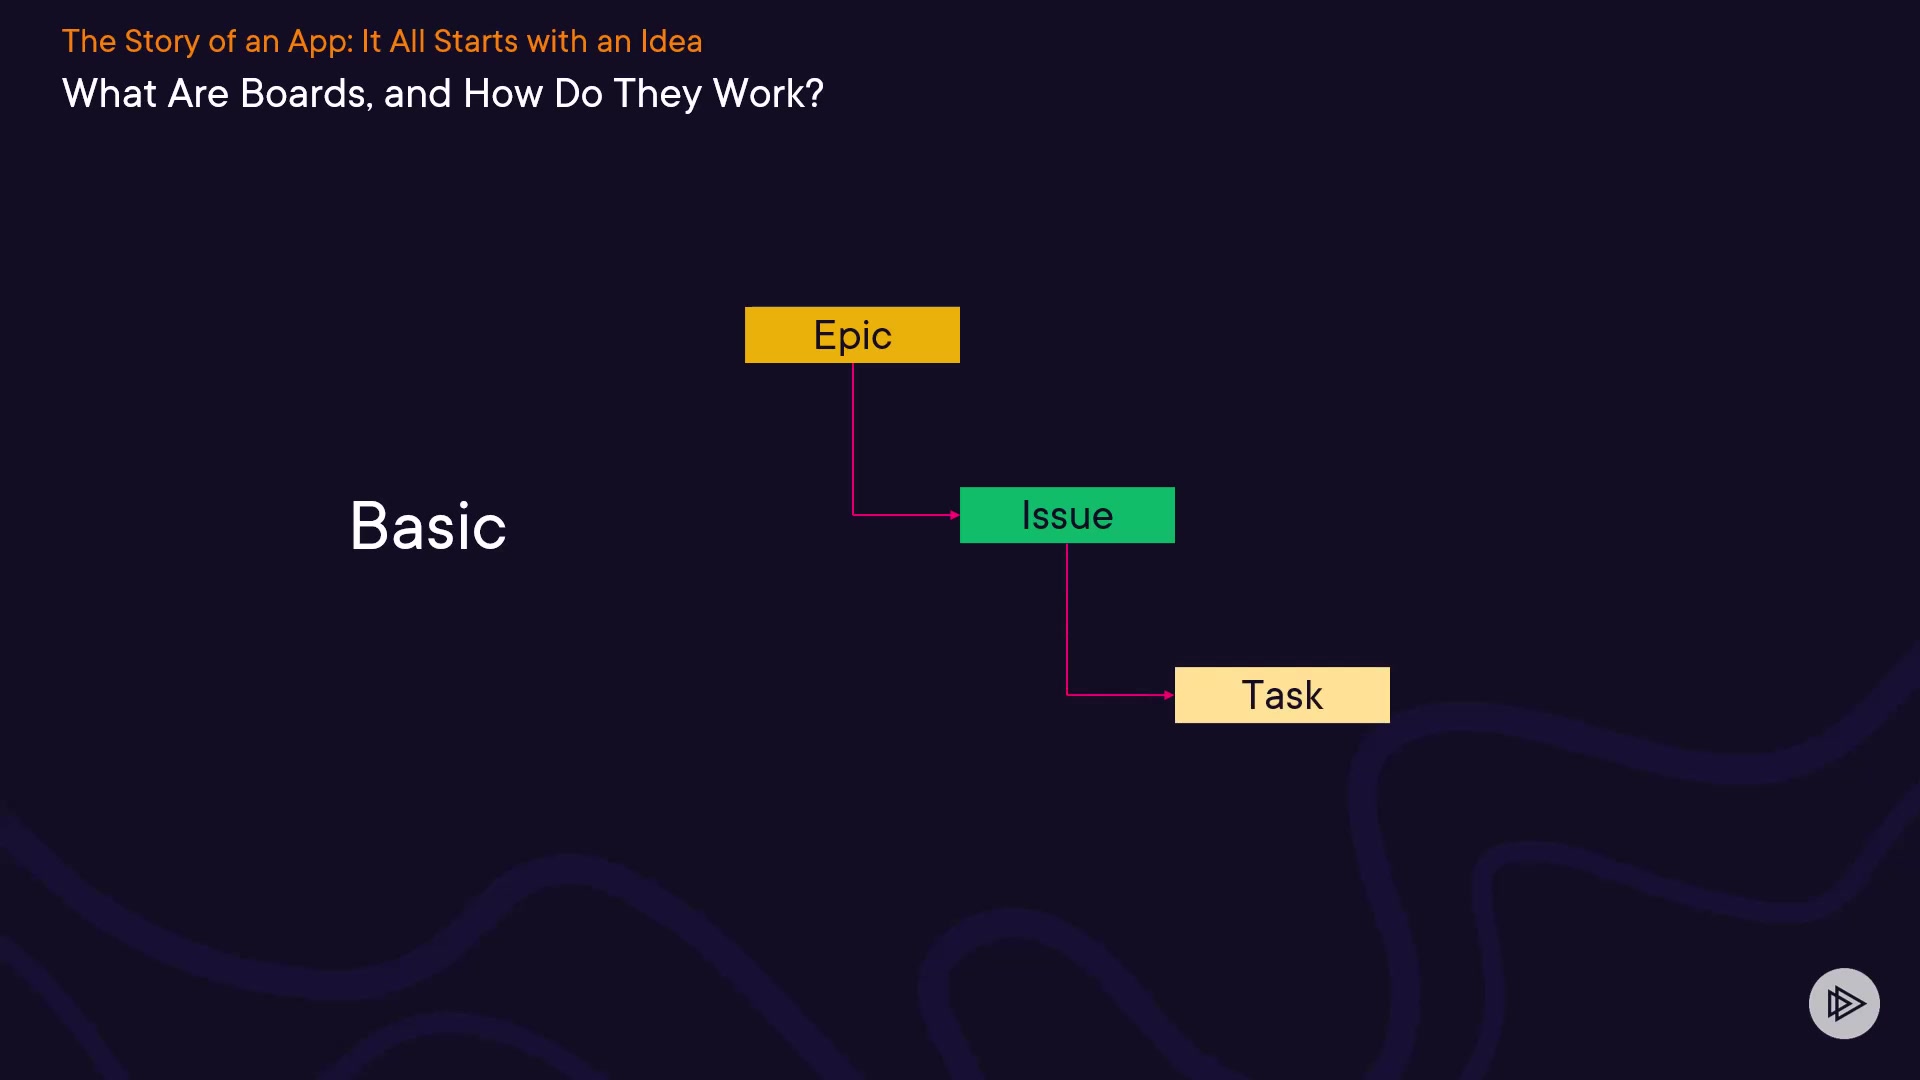 The Story of an App: It All Starts with an Idea
What Are Boards, and How Do They Work?
Epic
Basic
Issue
Task